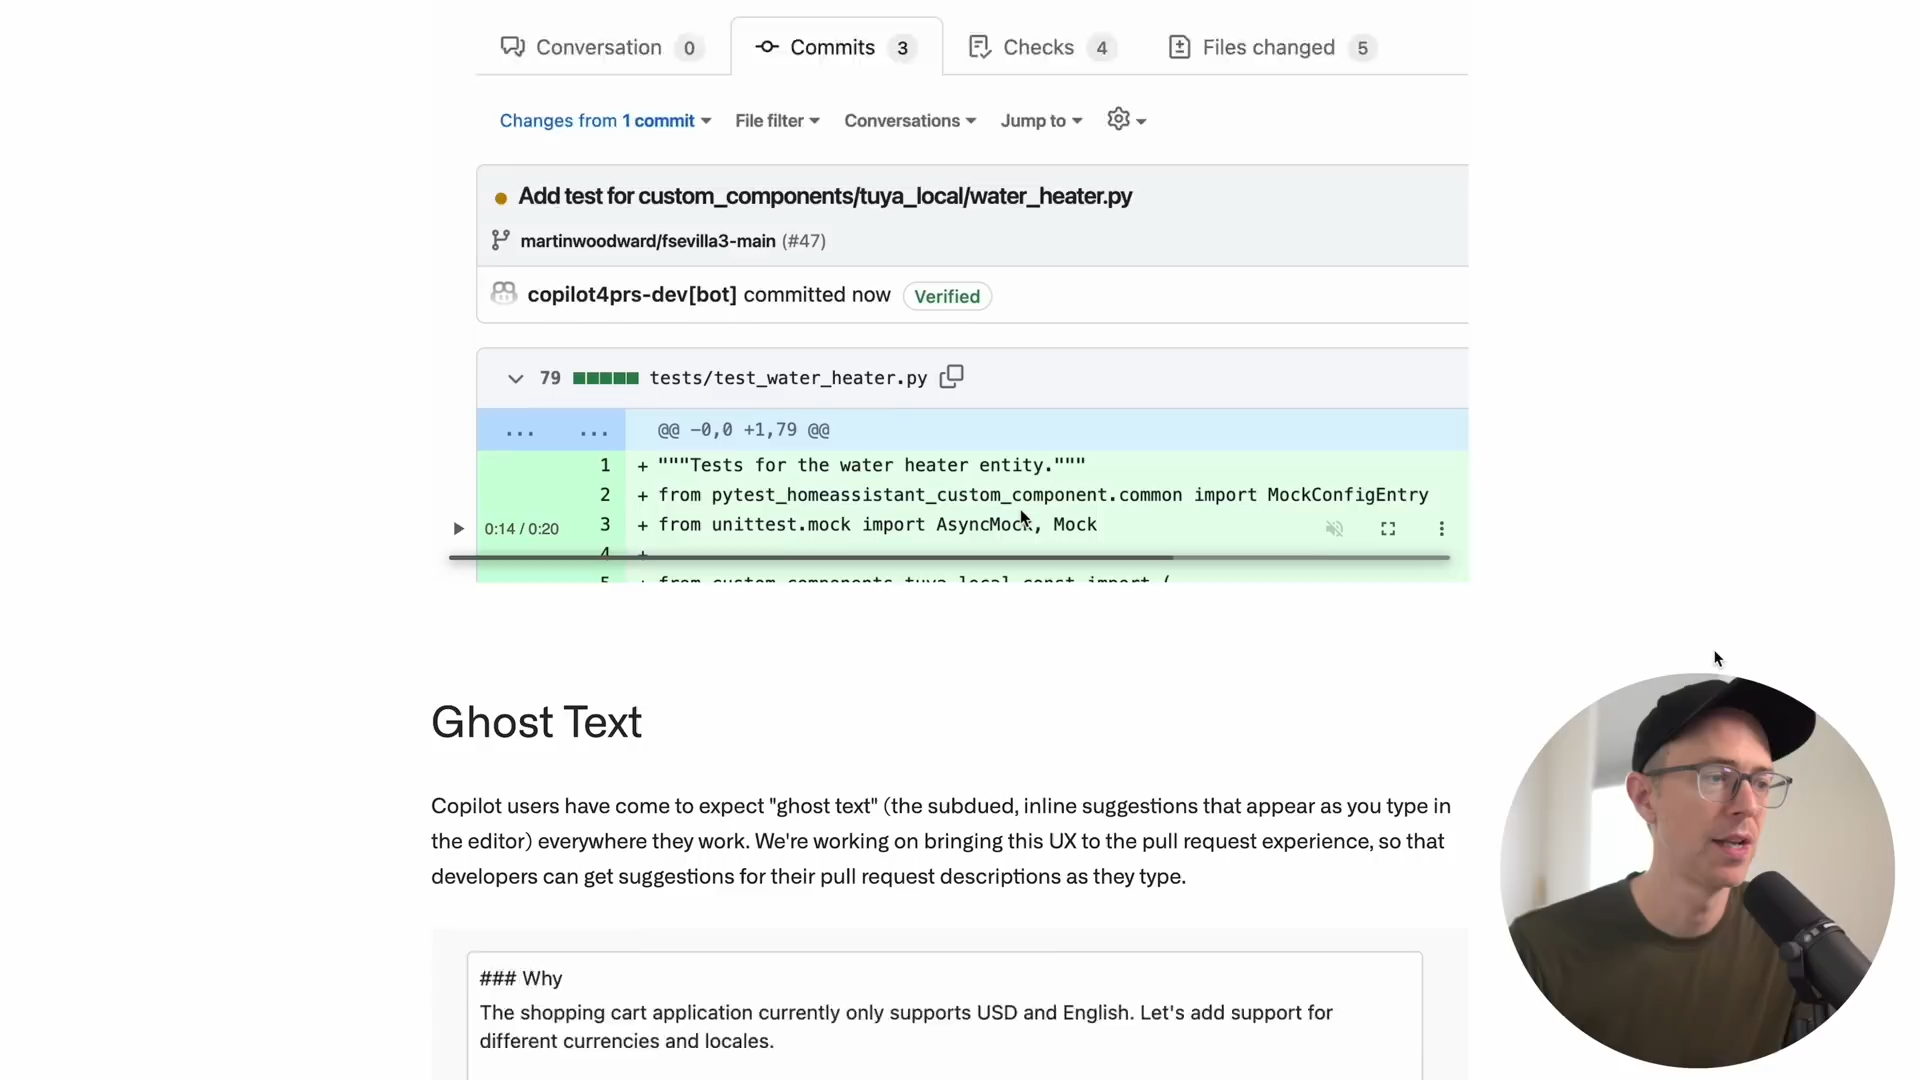 Conversation 0 Commits 3 Checks 4 Files changed 5
Changes from 1 commit File filter Conversations Jump to
Add test for custom_components/tuya_local/water_heater.py
martinwoodward/fsevilla3-main (#47)
copilot4prs-dev[bot] committed now Verified
79 tests/test_water_heater.py
... ... @@ -0,0 +1,79 @@
1 + """Tests for the water heater entity."""
2 + from pytest_homeassistant_custom_component.common import MockConfigEntry
3 + from unittest.mock import AsyncMock, Mock
0:14 / 0:20
4 +
5 + from custom_components.tuya_local.const import (
Ghost Text
Copilot users have come to expect "ghost text" (the subdued, inline suggestions that appear as you type in
the editor) everywhere they work. We're working on bringing this UX to the pull request experience, so that
developers can get suggestions for their pull request descriptions as they type.
### Why
The shopping cart application currently only supports USD and English. Let's add support for
different currencies and locales.